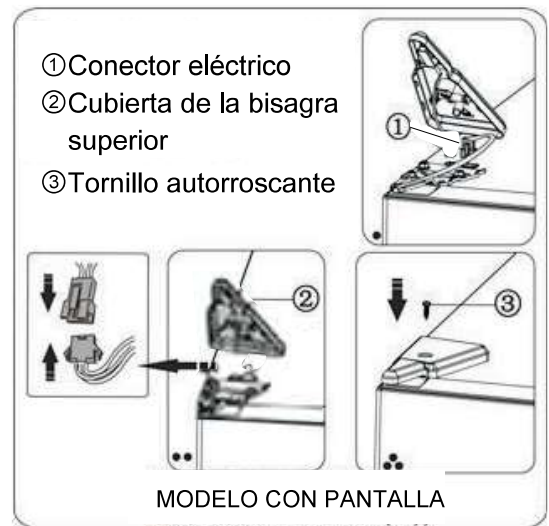 ①Conector eléctrico
②Cubierta de la bisagra
superior
③Tornillo autorroscante
①
②
③
MODELO CON PANTALLA